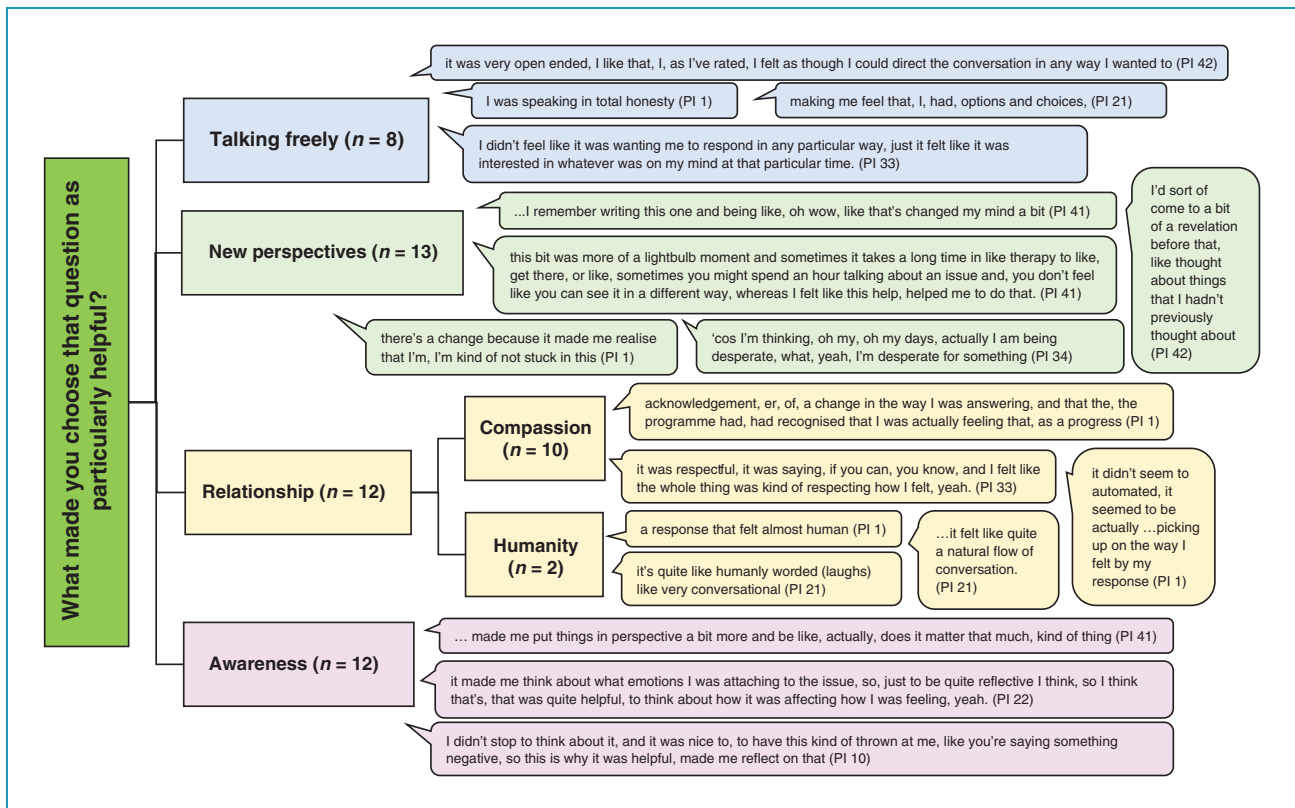 What made you choose that question as
particularly helpful?
Talking freely (n = 8)
it was very open ended, I like that, I, as I've rated, I felt as though I could direct the conversation in any way I wanted to (PI 42)
I was speaking in total honesty (PI 1)
making me feel that, I, had, options and choices, (PI 21)
I didn't feel like it was wanting me to respond in any particular way, just it felt like it was
interested in whatever was on my mind at that particular time. (PI 33)
New perspectives (n = 13)
...I remember writing this one and being like, oh wow, like that's changed my mind a bit (PI 41)
this bit was more of a lightbulb moment and sometimes it takes a long time in like therapy to like,
get there, or like, sometimes you might spend an hour talking about an issue and, you don't feel
like you can see it in a different way, whereas I felt like this help, helped me to do that. (PI 41)
I'd sort of
come to a bit
of a revelation
before that,
like thought
about things
that I hadn't
previously
thought about
(PI 42)
there's a change because it made me realise
that I'm, I'm kind of not stuck in this (PI 1)
'cos I'm thinking, oh my, oh my days, actually I am being
desperate, what, yeah, I'm desperate for something (PI 34)
Relationship (n = 12)
Compassion
(n = 10)
acknowledgement, er, of, a change in the way I was answering, and that the, the
programme had, had recognised that I was actually feeling that, as a progress (PI 1)
it was respectful, it was saying, if you can, you know, and I felt like
the whole thing was kind of respecting how I felt, yeah. (PI 33)
it didn't seem to
automated, it
seemed to be
actually …picking
up on the way I
felt by my
response (PI 1)
Humanity
(n = 2)
a response that felt almost human (PI 1)
it's quite like humanly worded (laughs)
like very conversational (PI 21)
…it felt like quite
a natural flow of
conversation.
(PI 21)
Awareness (n = 12)
… made me put things in perspective a bit more and be like, actually, does it matter that much, kind of thing (PI 41)
it made me think about what emotions I was attaching to the issue, so, just to be quite reflective I think, so I think
that's, that was quite helpful, to think about how it was affecting how I was feeling, yeah. (PI 22)
I didn't stop to think about it, and it was nice to, to have this kind of thrown at me, like you're saying something
negative, so this is why it was helpful, made me reflect on that (PI 10)